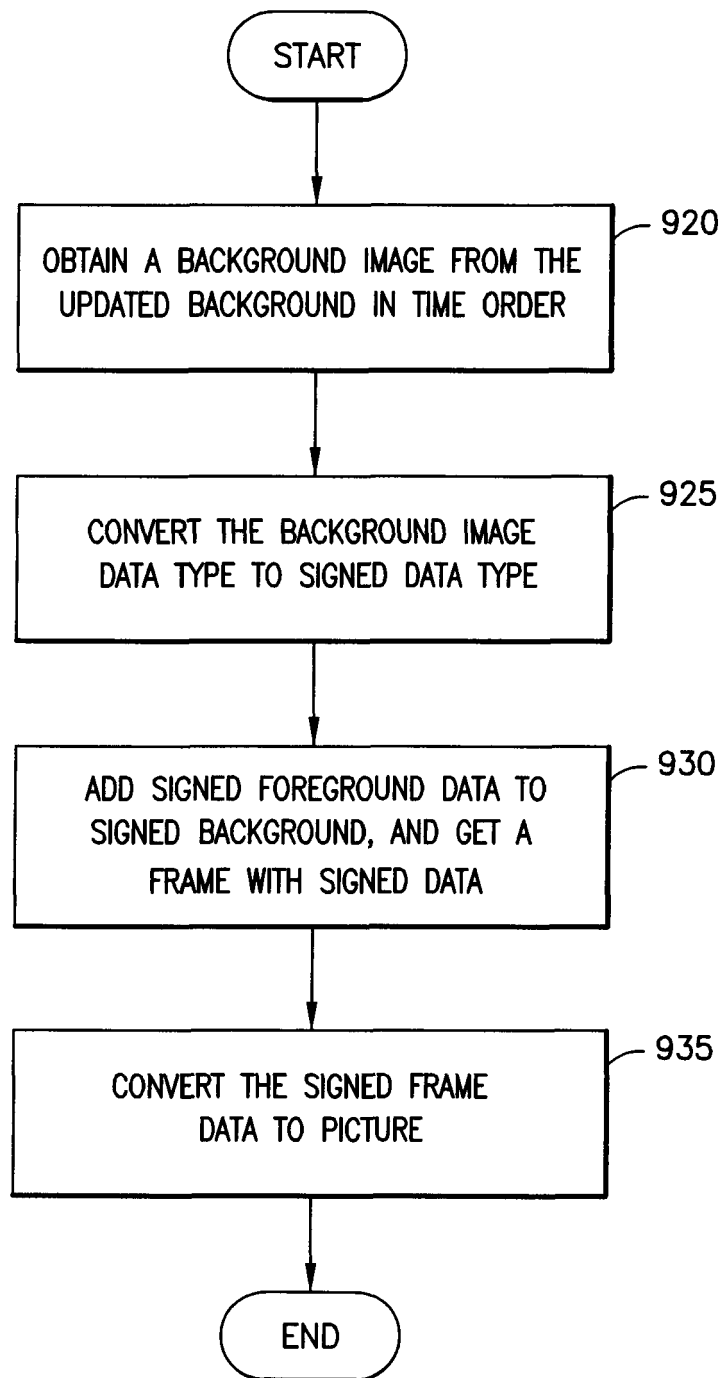 START
920
OBTAIN A BACKGROUND IMAGE FROM THE
UPDATED BACKGROUND IN TIME ORDER
925
CONVERT THE BACKGROUND IMAGE
DATA TYPE TO SIGNED DATA TYPE
930
ADD SIGNED FOREGROUND DATA TO
SIGNED BACKGROUND, AND GET A
FRAME WITH SIGNED DATA
935
CONVERT THE SIGNED FRAME
DATA TO PICTURE
END